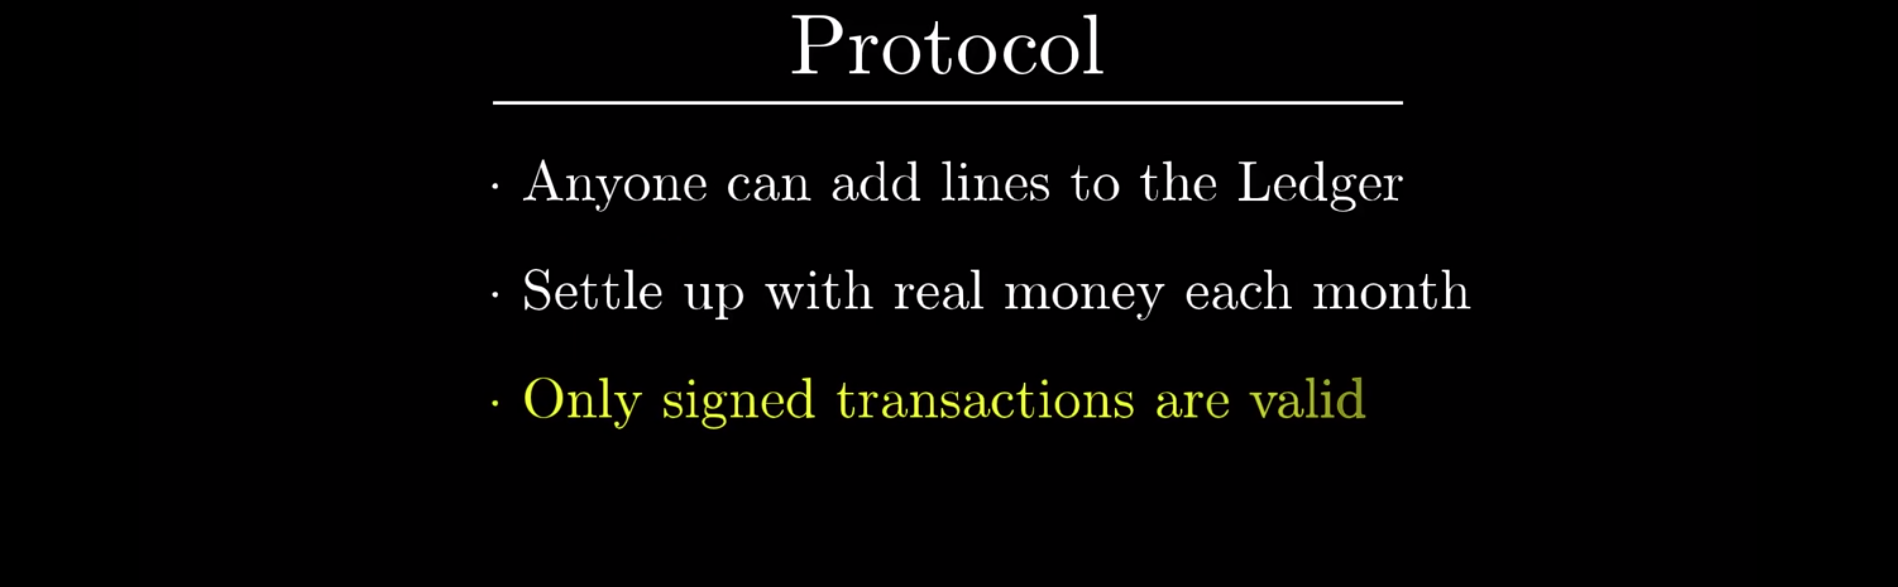 Protocol
· Anyone can add lines to the Ledger
· Settle up with real money each month
· Only signed transactions are valid